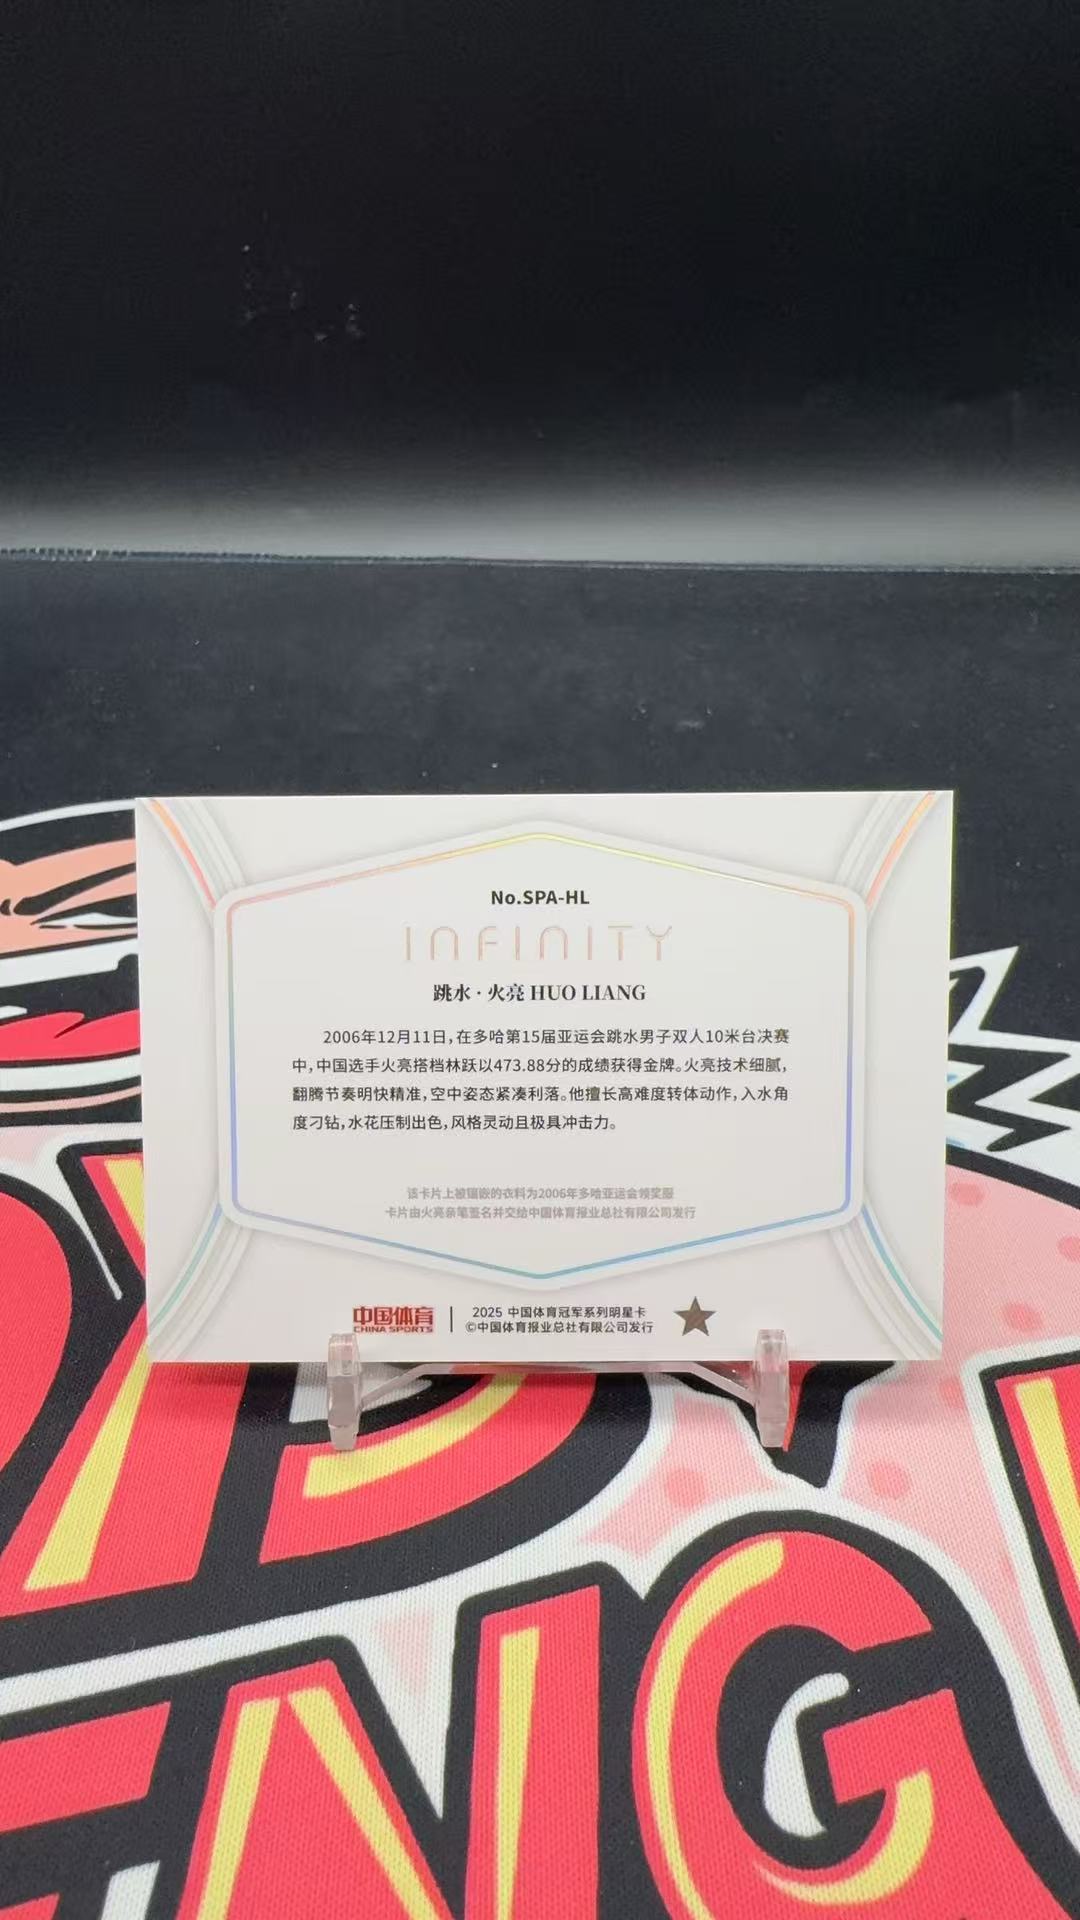 No.SPA-HL
INFINITY
跳水·火亮 HUO LIANG
2006年12月11日,在多哈第15届亚运会跳水男子双人10米台决赛
中,中国选手火亮搭档林跃以473.88分的成绩获得金牌。火亮技术细腻,
翻腾节奏明快精准,空中姿态紧凑利落。他擅长高难度转体动作,入水角
度刁钻,水花压制出色,风格灵动且极具冲击力。
该卡片上被镶嵌的衣料为2006年多哈亚运会领奖服
卡片由火亮亲笔签名并交给中国体育报业总社有限公司发行
中国体育
CHINA SPORTS
2025 中国体育冠军系列明星卡
©中国体育报业总社有限公司发行